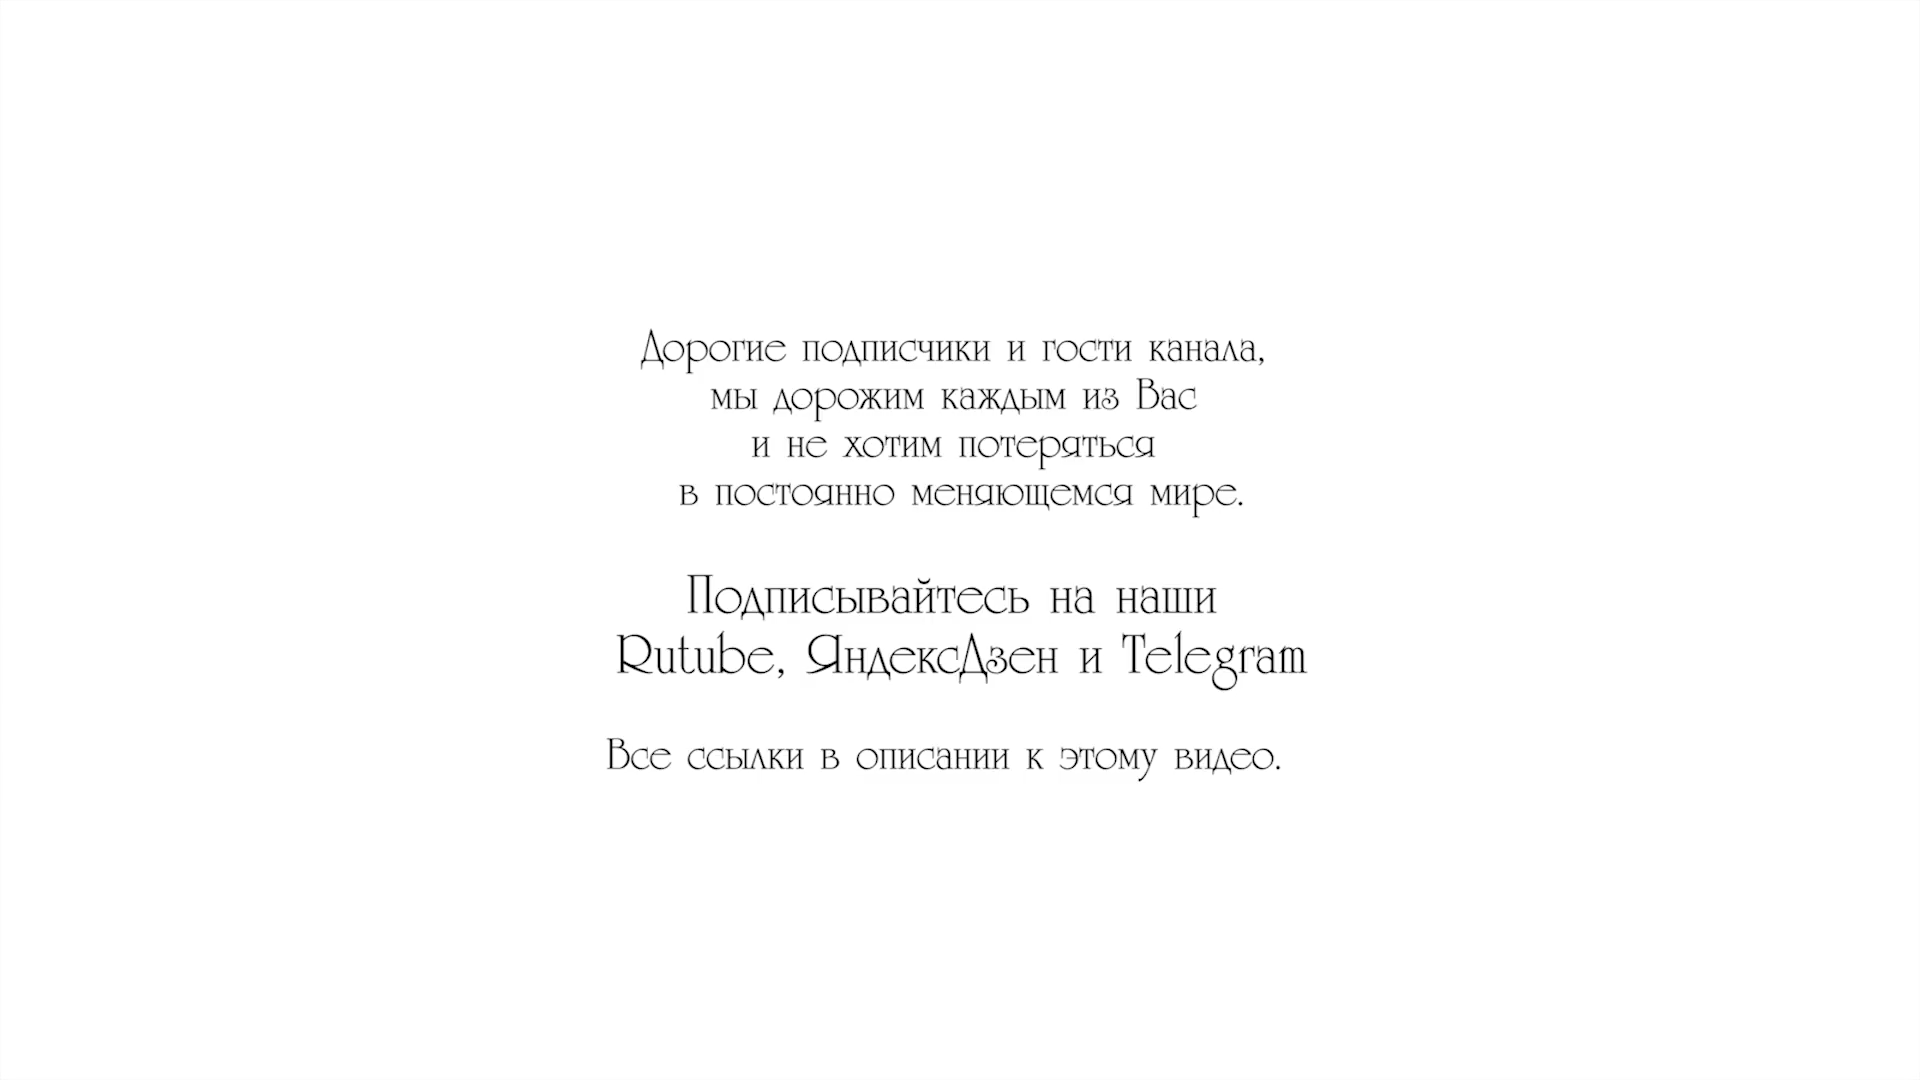 Дорогие подписчики и гости канала,
мы дорожим каждым из Вас
и не хотим потеряться
в постоянно меняющемся мире.
Подписывайтесь на наши
Rutube, ЯндексДзен и Telegram
Все ссылки в описании к этому видео.